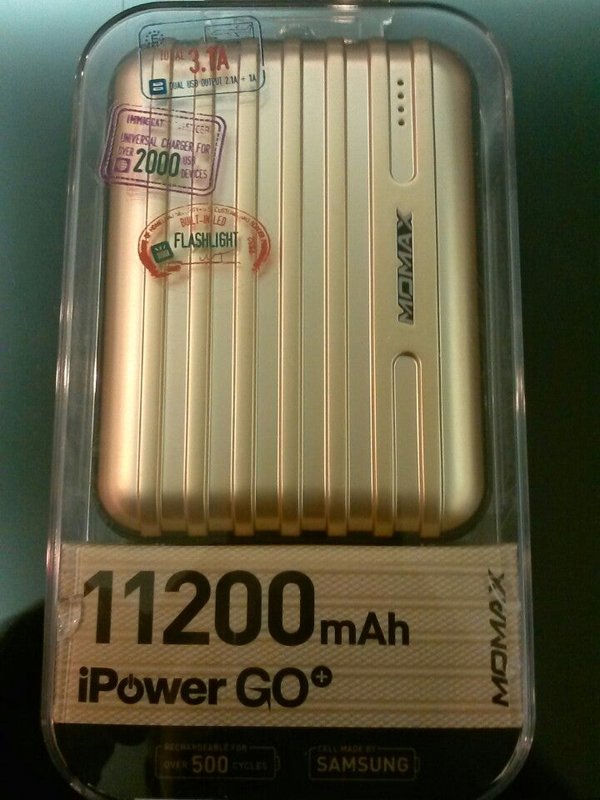 TOTAL 3.1A
DUAL USB OUTPUT 2.1A + 1A
UNIVERSAL CHARGER FOR
OVER 2000 USB
DEVICES
BUILT-IN LED
FLASHLIGHT
MOMAX
11200mAh
iPower GO+
MOMAX
RECHARGEABLE FOR
OVER 500 CYCLES
CELL MADE BY
SAMSUNG